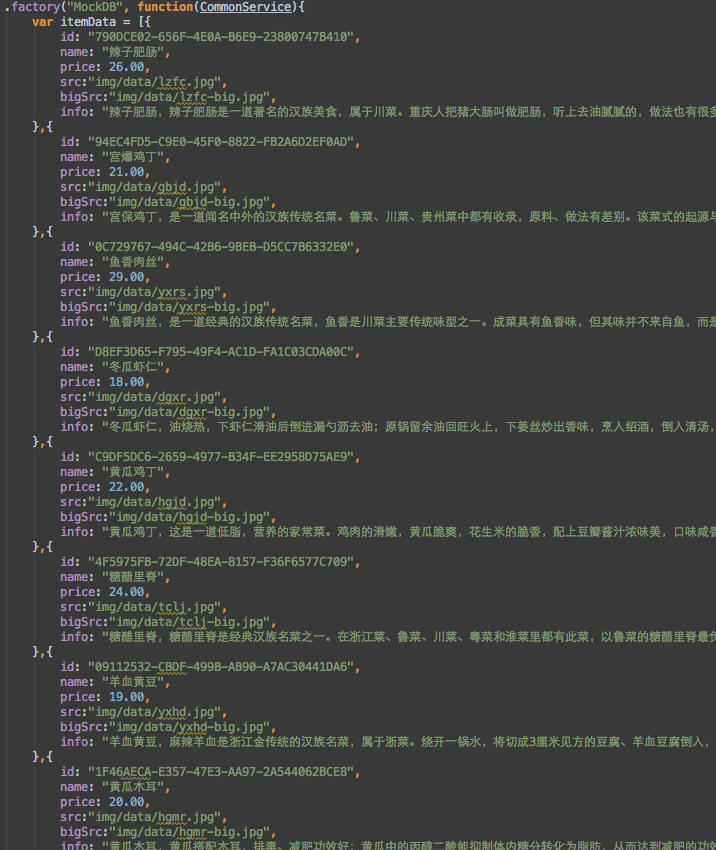 .factory("MockDB", function(CommonService){
var itemData = [{
id: "790DCE02-656F-4E0A-B6E9-23800747B410",
name: "辣子肥肠",
price: 26.00,
src:"img/data/lzfc.jpg",
bigSrc:"img/data/lzfc-big.jpg",
info: "辣子肥肠，辣子肥肠是一道著名的汉族美食，属于川菜。重庆人把猪大肠叫做肥肠，听上去油腻腻的，做法也有很多
},{
id: "94EC4FD5-C9E0-45F0-8822-FB2A6D2EF0AD",
name: "宫爆鸡丁",
price: 21.00,
src:"img/data/gbjd.jpg",
bigSrc:"img/data/gbjd-big.jpg",
info: "宫保鸡丁，是一道闻名中外的汉族传统名菜。鲁菜、川菜、贵州菜中都有收录，原料、做法有差别。该菜式的起源与
},{
id: "0C729767-494C-42B6-9BEB-D5CC7B6332E0",
name: "鱼香肉丝",
price: 29.00,
src:"img/data/yxrs.jpg",
bigSrc:"img/data/yxrs-big.jpg",
info: "鱼香肉丝，是一道经典的汉族传统名菜，鱼香是川菜主要传统味型之一。成菜具有鱼香味，但其味并不来自鱼，而是
},{
id: "D8EF3D65-F795-49F4-AC1D-FA1C03CDA00C",
name: "冬瓜虾仁",
price: 18.00,
src:"img/data/dgxr.jpg",
bigSrc:"img/data/dgxr-big.jpg",
info: "冬瓜虾仁，油烧热，下虾仁滑油后倒进漏勺沥去油；原锅留余油回旺火上，下姜丝炒出香味，烹入绍酒，倒入清汤，
},{
id: "C9DF5DC6-2659-4977-B34F-EE2958D75AE9",
name: "黄瓜鸡丁",
price: 22.00,
src:"img/data/hgjd.jpg",
bigSrc:"img/data/hgjd-big.jpg",
info: "黄瓜鸡丁，这是一道低脂，营养的家常菜。鸡肉的滑嫩，黄瓜脆爽，花生米的脆香，配上豆瓣酱汁浓味美，口味咸香
},{
id: "4F5975FB-72DF-48EA-8157-F36F6577C709",
name: "糖醋里脊",
price: 24.00,
src:"img/data/tclj.jpg",
bigSrc:"img/data/tclj-big.jpg",
info: "糖醋里脊，糖醋里脊是经典汉族名菜之一。在浙江菜、鲁菜、川菜、粤菜和淮菜里都有此菜，以鲁菜的糖醋里脊最负
},{
id: "09112532-CBDF-499B-AB90-A7AC30441DA6",
name: "羊血黄豆",
price: 19.00,
src:"img/data/yxhd.jpg",
bigSrc:"img/data/yxhd-big.jpg",
info: "羊血黄豆，麻辣羊血是浙江金传统的汉族名菜，属于浙菜。烧开一锅水，将切成3厘米见方的豆腐、羊血豆腐倒入，
},{
id: "1F46AECA-E357-47E3-AA97-2A544062BCE8",
name: "黄瓜木耳",
price: 20.00,
src:"img/data/hgmr.jpg",
bigSrc:"img/data/hgmr-big.jpg",
info: "黄瓜木耳，黄瓜搭配木耳，排毒、减肥功效好；黄瓜中的丙醇二酸能抑制体内糖分转化为脂肪，从而达到减肥的功效